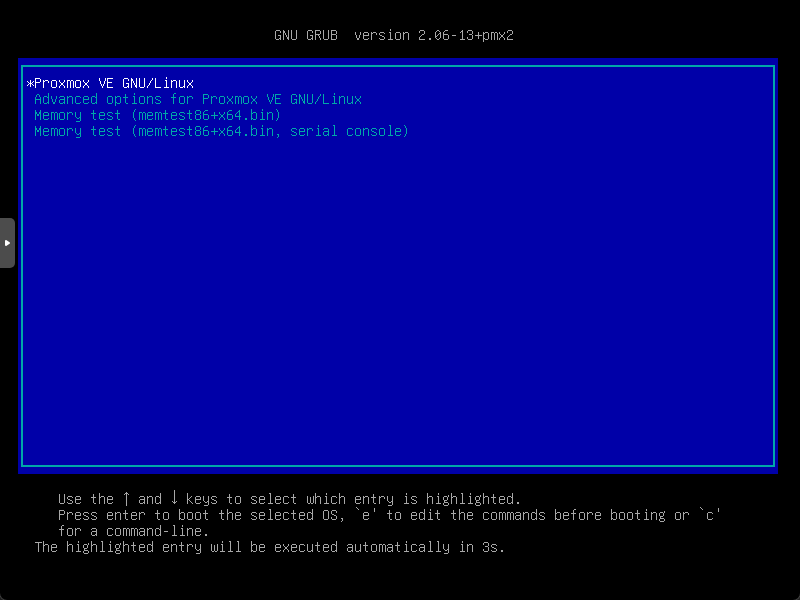 GNU GRUB  version 2.06-13+pmx2
*Proxmox VE GNU/Linux
Advanced options for Proxmox VE GNU/Linux
Memory test (memtest86+x64.bin)
Memory test (memtest86+x64.bin, serial console)
Use the ↑ and ↓ keys to select which entry is highlighted.
Press enter to boot the selected OS, `e' to edit the commands before booting or `c'
for a command-line.
The highlighted entry will be executed automatically in 3s.